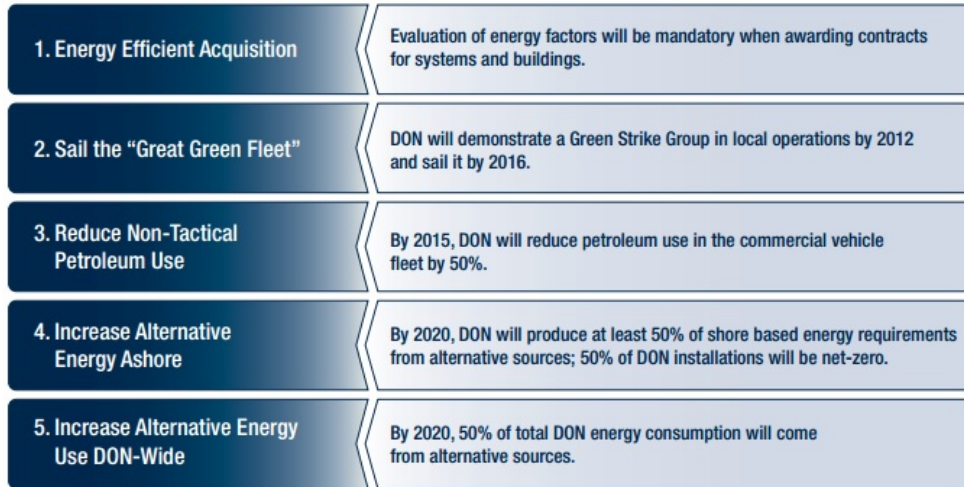 1. Energy Efficient Acquisition
Evaluation of energy factors will be mandatory when awarding contracts
for systems and buildings.
2. Sail the “Great Green Fleet”
DON will demonstrate a Green Strike Group in local operations by 2012
and sail it by 2016.
3. Reduce Non-Tactical
Petroleum Use
By 2015, DON will reduce petroleum use in the commercial vehicle
fleet by 50%.
4. Increase Alternative
Energy Ashore
By 2020, DON will produce at least 50% of shore based energy requirements
from alternative sources; 50% of DON installations will be net-zero.
5. Increase Alternative Energy
Use DON-Wide
By 2020, 50% of total DON energy consumption will come
from alternative sources.